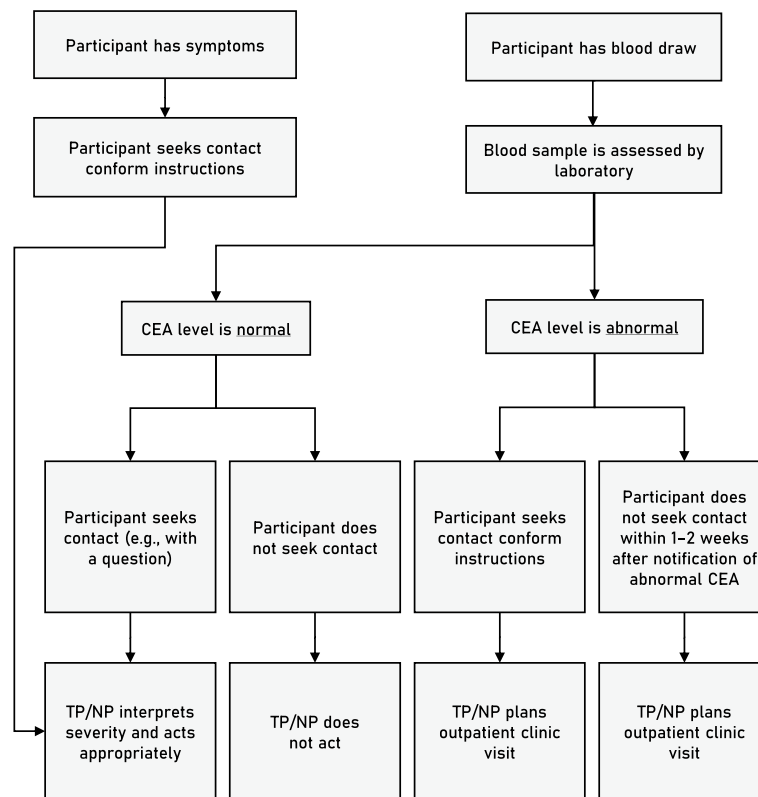 Participant has symptoms
Participant has blood draw
Participant seeks contact
conform instructions
Blood sample is assessed by
laboratory
CEA level is normal
CEA level is abnormal
Participant seeks
contact (e.g., with
a question)
Participant does
not seek contact
Participant seeks
contact conform
instructions
Participant does
not seek contact
within 1–2 weeks
after notification of
abnormal CEA
TP/NP interprets
severity and acts
appropriately
TP/NP does
not act
TP/NP plans
outpatient clinic
visit
TP/NP plans
outpatient clinic
visit